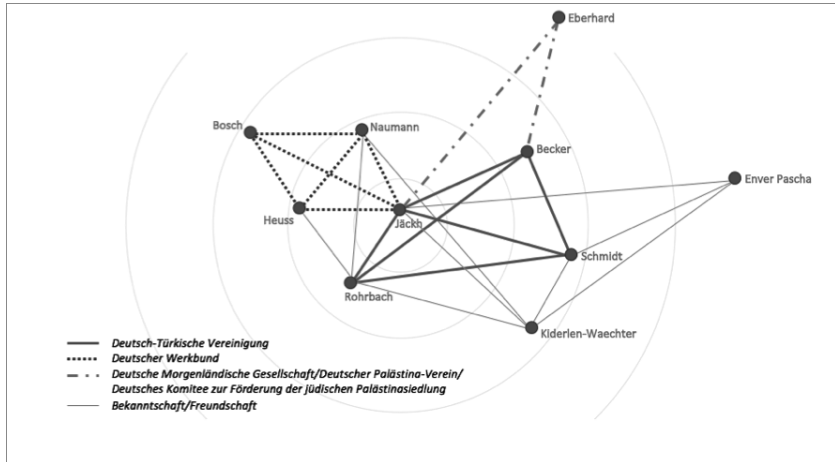 Eberhard
Bosch
Naumann
Becker
Enver Pascha
Heuss
Jäckh
Schmidt
Rohrbach
Kiderlen-Waechter
Deutsch-Türkische Vereinigung
Deutscher Werkbund
Deutsche Morgenländische Gesellschaft/Deutscher Palästina-Verein/
Deutsches Komitee zur Förderung der jüdischen Palästinasiedlung
Bekanntschaft/Freundschaft